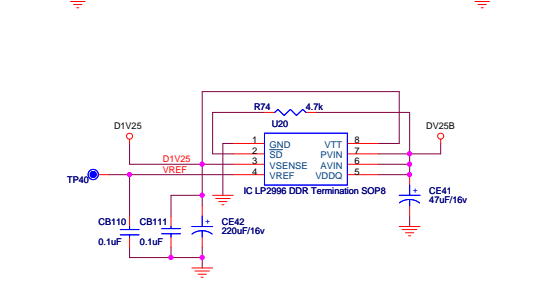 R74 4.7k
U20
D1V25
DV25B
1 GND VTT 8
2 SD PVIN 7
3 VSENSE AVIN 6
4 VREF VDDQ 5
D1V25
VREF
TP40
IC LP2996 DDR Termination SOP8
+ CE41
47uF/16v
CB110 CB111 + CE42
0.1uF 0.1uF 220uF/16v